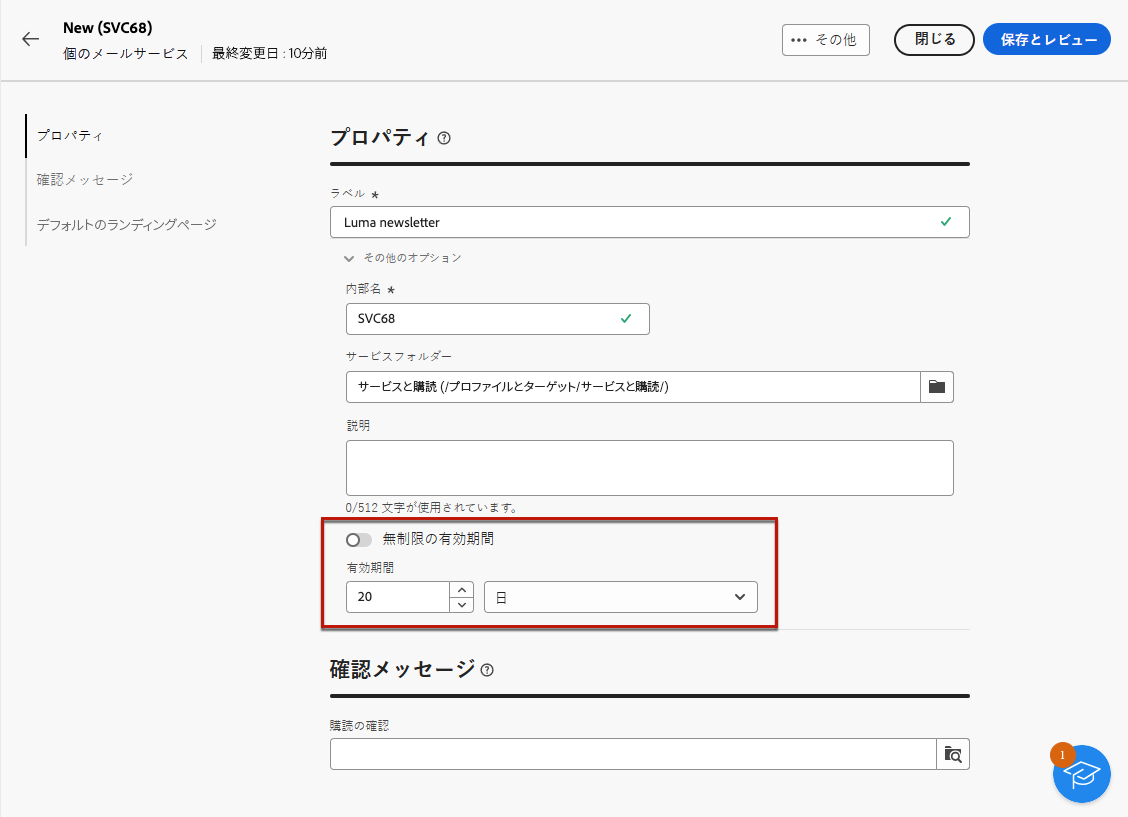 New (SVC68)
個のメールサービス 最終変更日 : 10分前
その他
閉じる
保存とレビュー
プロパティ
確認メッセージ
デフォルトのランディングページ
プロパティ
ラベル *
Luma newsletter
その他のオプション
内部名 *
SVC68
サービスフォルダー
サービスと購読 (/プロファイルとターゲット/サービスと購読/)
説明
0/512 文字が使用されています。
無制限の有効期間
有効期間
20 日
確認メッセージ
購読の確認
1